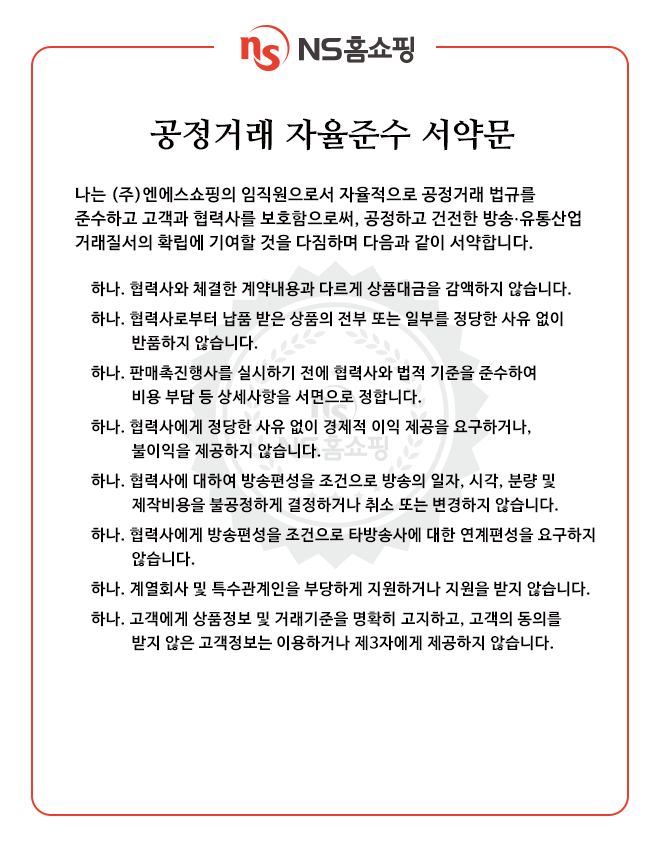 ns NS홈쇼핑
공정거래 자율준수 서약문
나는 (주)엔에스쇼핑의 임직원으로서 자율적으로 공정거래 법규를
준수하고 고객과 협력사를 보호함으로써, 공정하고 건전한 방송·유통산업
거래질서의 확립에 기여할 것을 다짐하며 다음과 같이 서약합니다.
하나. 협력사와 체결한 계약내용과 다르게 상품대금을 감액하지 않습니다.
하나. 협력사로부터 납품 받은 상품의 전부 또는 일부를 정당한 사유 없이
반품하지 않습니다.
하나. 판매촉진행사를 실시하기 전에 협력사와 법적 기준을 준수하여
비용 부담 등 상세사항을 서면으로 정합니다.
하나. 협력사에게 정당한 사유 없이 경제적 이익 제공을 요구하거나,
불이익을 제공하지 않습니다.
NS홈쇼핑
하나. 협력사에 대하여 방송편성을 조건으로 방송의 일자, 시각, 분량 및
제작비용을 불공정하게 결정하거나 취소 또는 변경하지 않습니다.
하나. 협력사에게 방송편성을 조건으로 타방송사에 대한 연계편성을 요구하지
않습니다.
하나. 계열회사 및 특수관계인을 부당하게 지원하거나 지원을 받지 않습니다.
하나. 고객에게 상품정보 및 거래기준을 명확히 고지하고, 고객의 동의를
받지 않은 고객정보는 이용하거나 제3자에게 제공하지 않습니다.